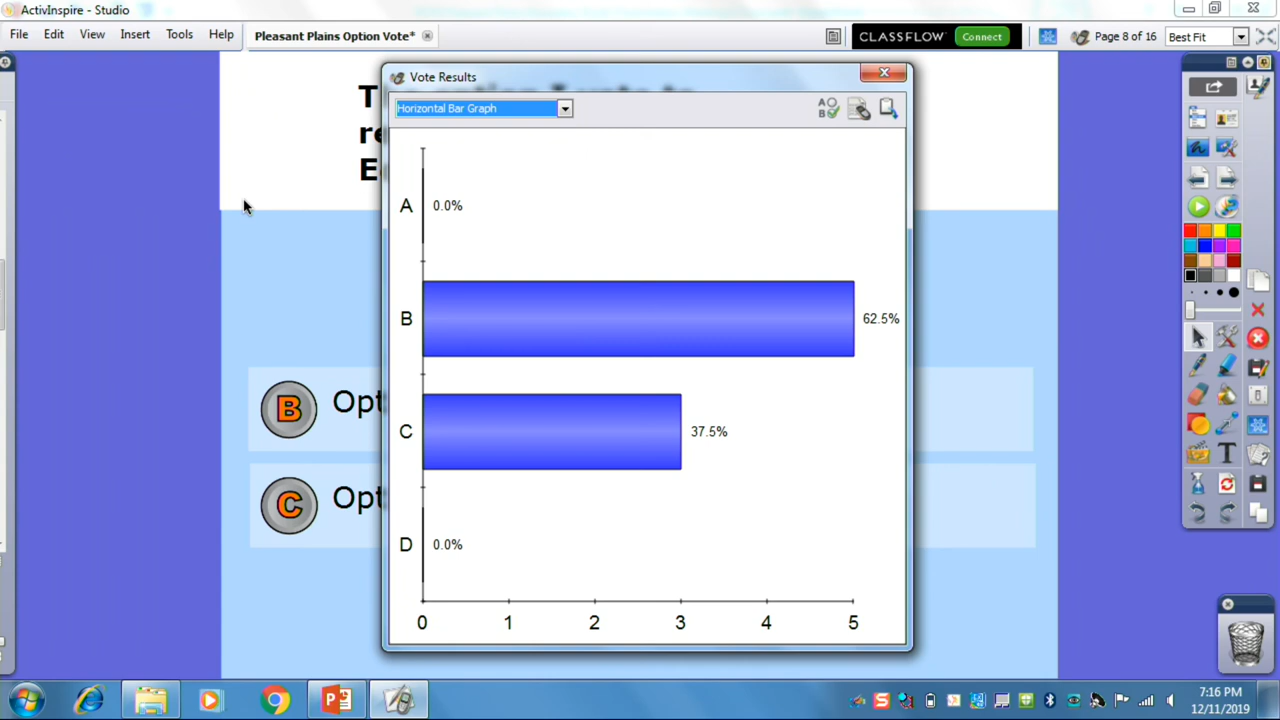 ActivInspire - Studio
File Edit View Insert Tools Help
Pleasant Plains Option Vote*
CLASSFLOW Connect
Page 8 of 16
Best Fit
Vote Results
Horizontal Bar Graph
A 0.0%
B 62.5%
C 37.5%
D 0.0%
0 1 2 3 4 5
B Opt
C Opt
7:16 PM
12/11/2019